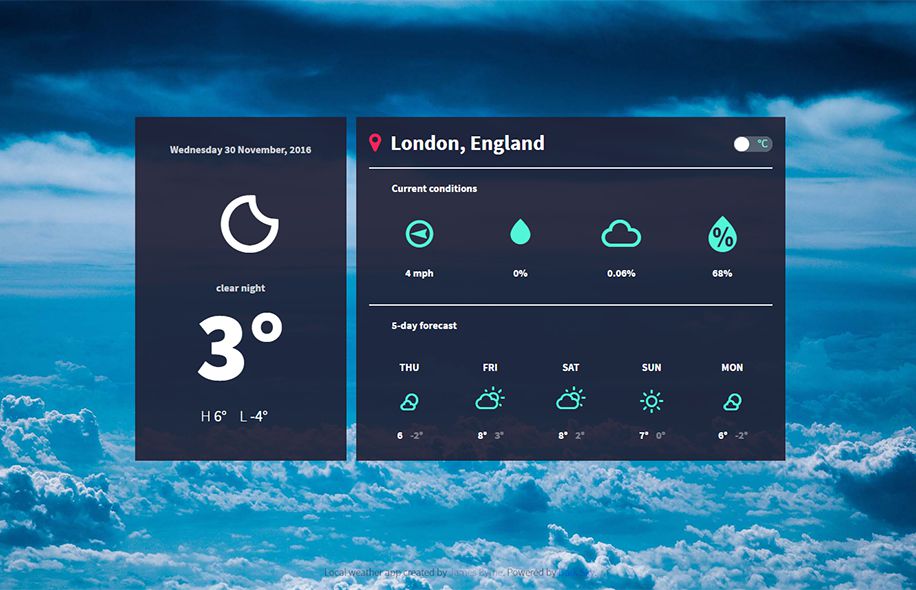 Wednesday 30 November, 2016
clear night
3°
H 6° L -4°
London, England
°C
Current conditions
4 mph 0% 0.06% 68%
5-day forecast
THU FRI SAT SUN MON
6 -2° 8° 3° 8° 2° 7° 0° 6° -2°
Local weather app created by James Powered by